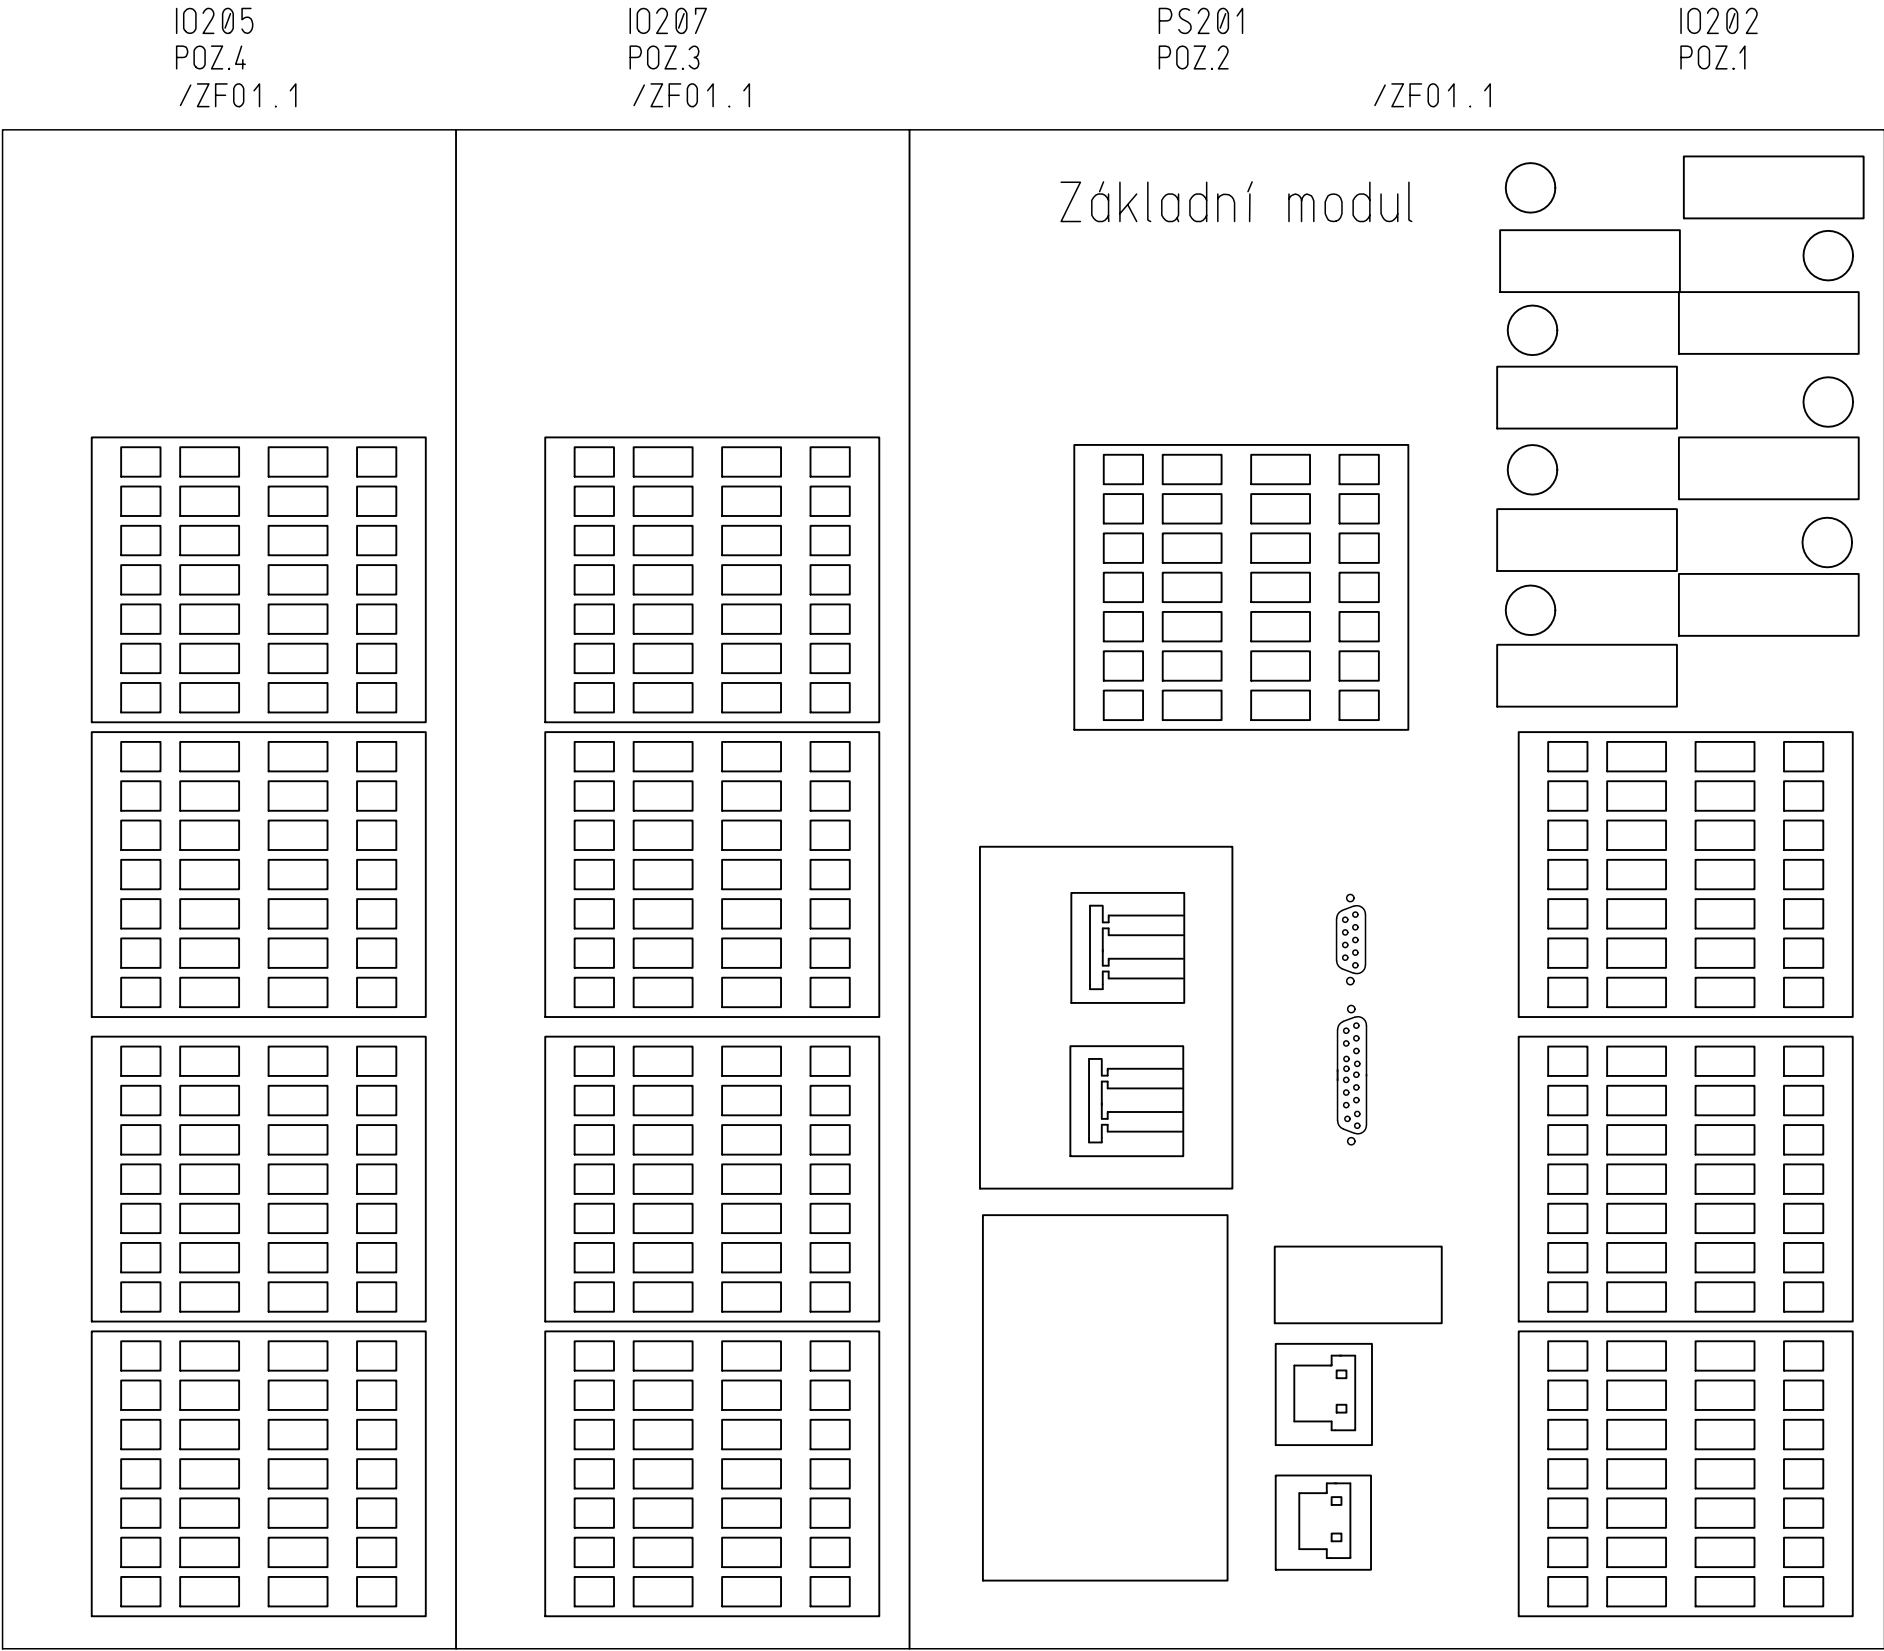 IO205
POZ.4
/ZF01.1
IO207
POZ.3
/ZF01.1
PS201
POZ.2
IO202
POZ.1
/ZF01.1
Základní modul